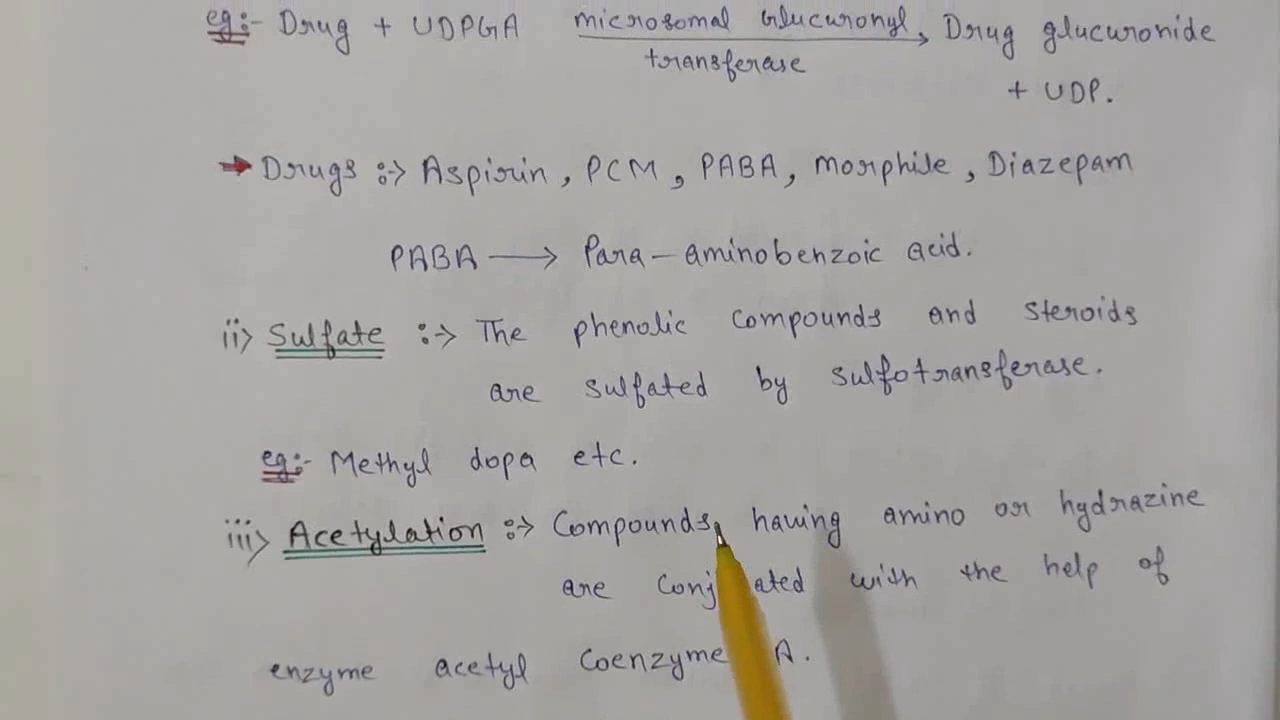 eg:- Drug + UDPGA microsomal Glucuronyl transferase → Drug glucuronide
+ UDP.
→ Drugs :-> Aspirin, PCM, PABA, morphile, Diazepam
PABA → Para-aminobenzoic acid.
ii> Sulfate :-> The phenolic compounds and steroids
are sulfated by sulfotransferase.
eg:- Methyl dopa etc.
iii> Acetylation :-> Compounds having amino or hydrazine
are with the help of
enzyme acetyl Coenzyme A.